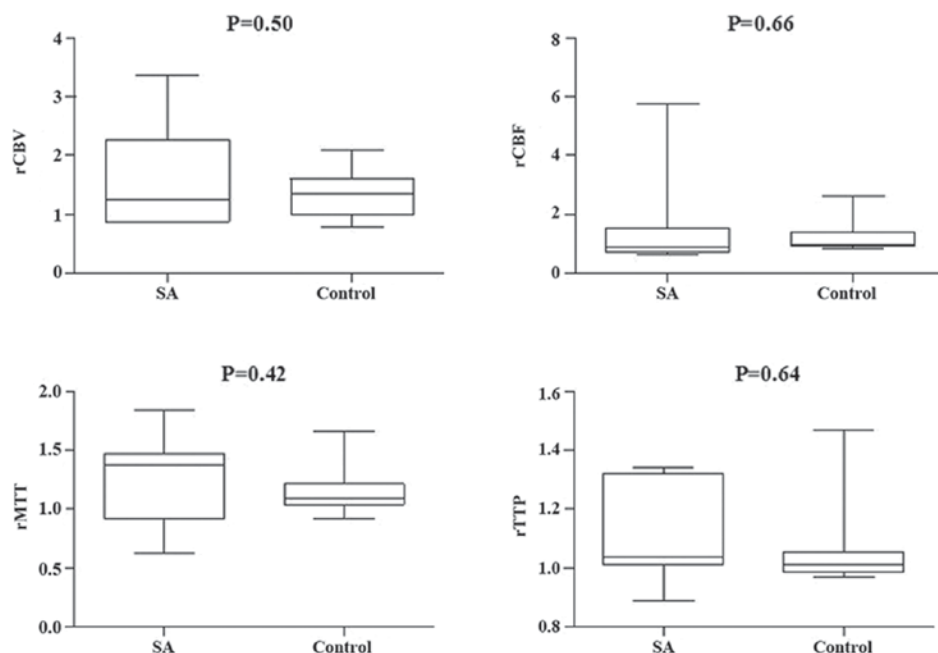 P=0.50
4
3
2
1
0
rCBV
SA Control
P=0.66
8
6
4
2
0
rCBF
SA Control
P=0.42
2.0
1.5
1.0
0.5
0.0
rMTT
SA Control
P=0.64
1.6
1.4
1.2
1.0
0.8
rTTP
SA Control